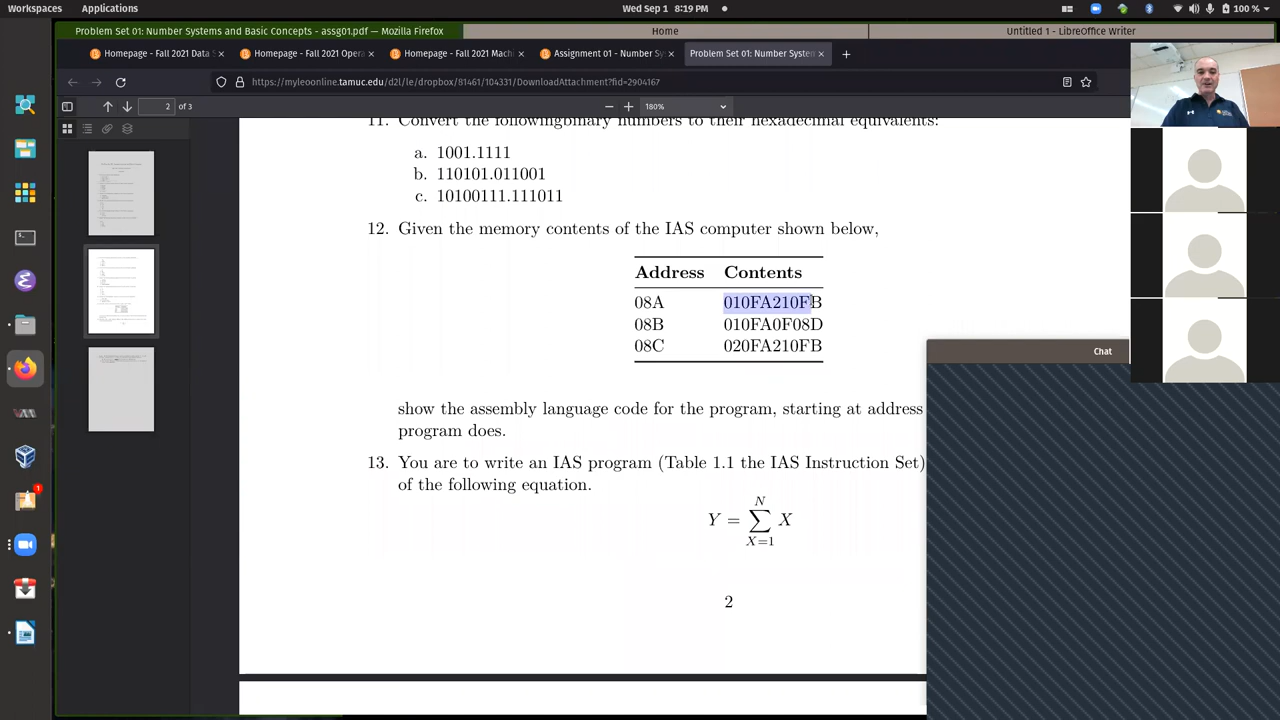 Workspaces Applications Wed Sep 1 8:19 PM 100 %
Problem Set 01: Number Systems and Basic Concepts - assg01.pdf — Mozilla Firefox Home Untitled 1 - LibreOffice Writer
Homepage - Fall 2021 Data S Homepage - Fall 2021 Opera Homepage - Fall 2021 Machi Assignment 01 - Number Sy Problem Set 01: Number System
https://myleoonline.tamuc.edu/d2l/le/dropbox/81461/104331/DownloadAttachment?fid=2904167
2 of 3 180%
11. Convert the followingbinary numbers to their hexadecimal equivalents:
a. 1001.1111
b. 110101.011001
c. 10100111.111011
12. Given the memory contents of the IAS computer shown below,
Address Contents
08A 010FA210FB
08B 010FA0F08D
08C 020FA210FB
show the assembly language code for the program, starting at address
program does.
13. You are to write an IAS program (Table 1.1 the IAS Instruction Set)
of the following equation.
N
Y = ∑ X
X=1
2
Chat
1